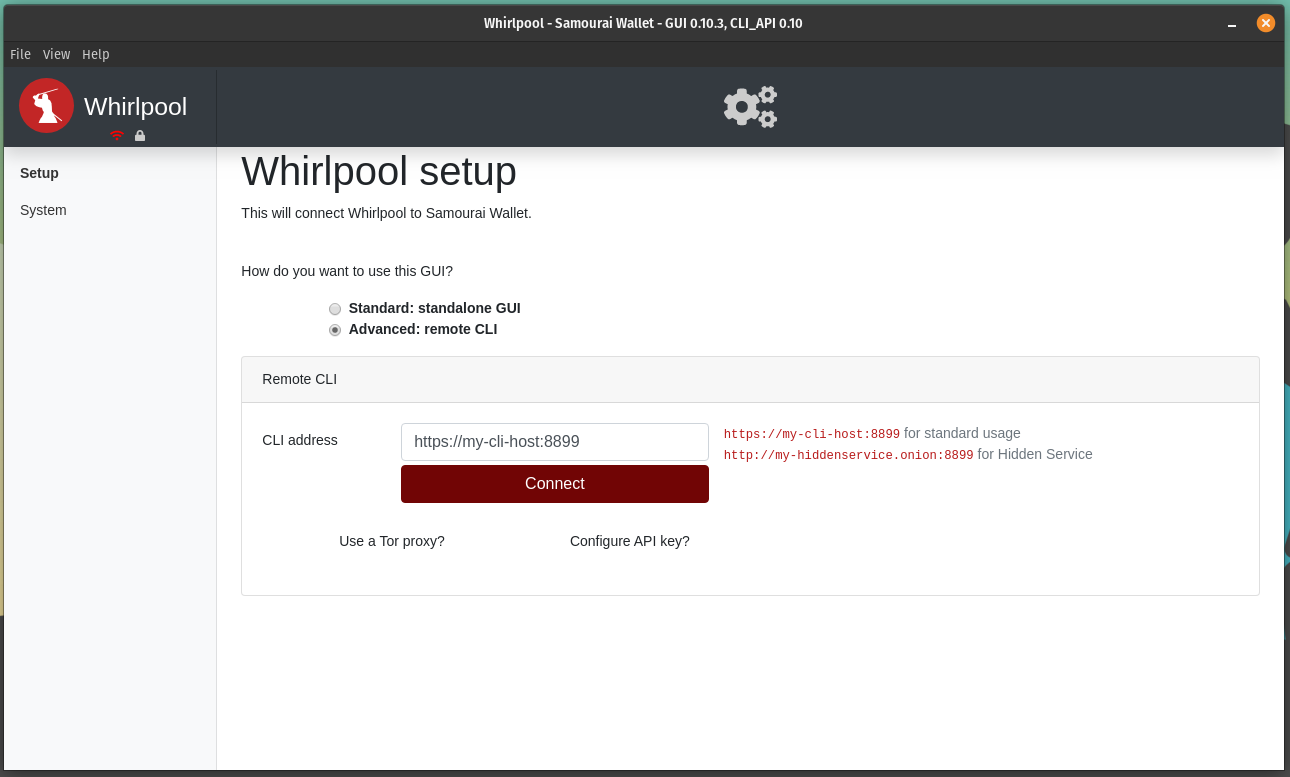 Whirlpool - Samourai Wallet - GUI 0.10.3, CLI_API 0.10
File View Help
Whirlpool
Setup
System
Whirlpool setup
This will connect Whirlpool to Samourai Wallet.
How do you want to use this GUI?
Standard: standalone GUI
Advanced: remote CLI
Remote CLI
CLI address
https://my-cli-host:8899
https://my-cli-host:8899 for standard usage
http://my-hiddenservice.onion:8899 for Hidden Service
Connect
Use a Tor proxy? Configure API key?